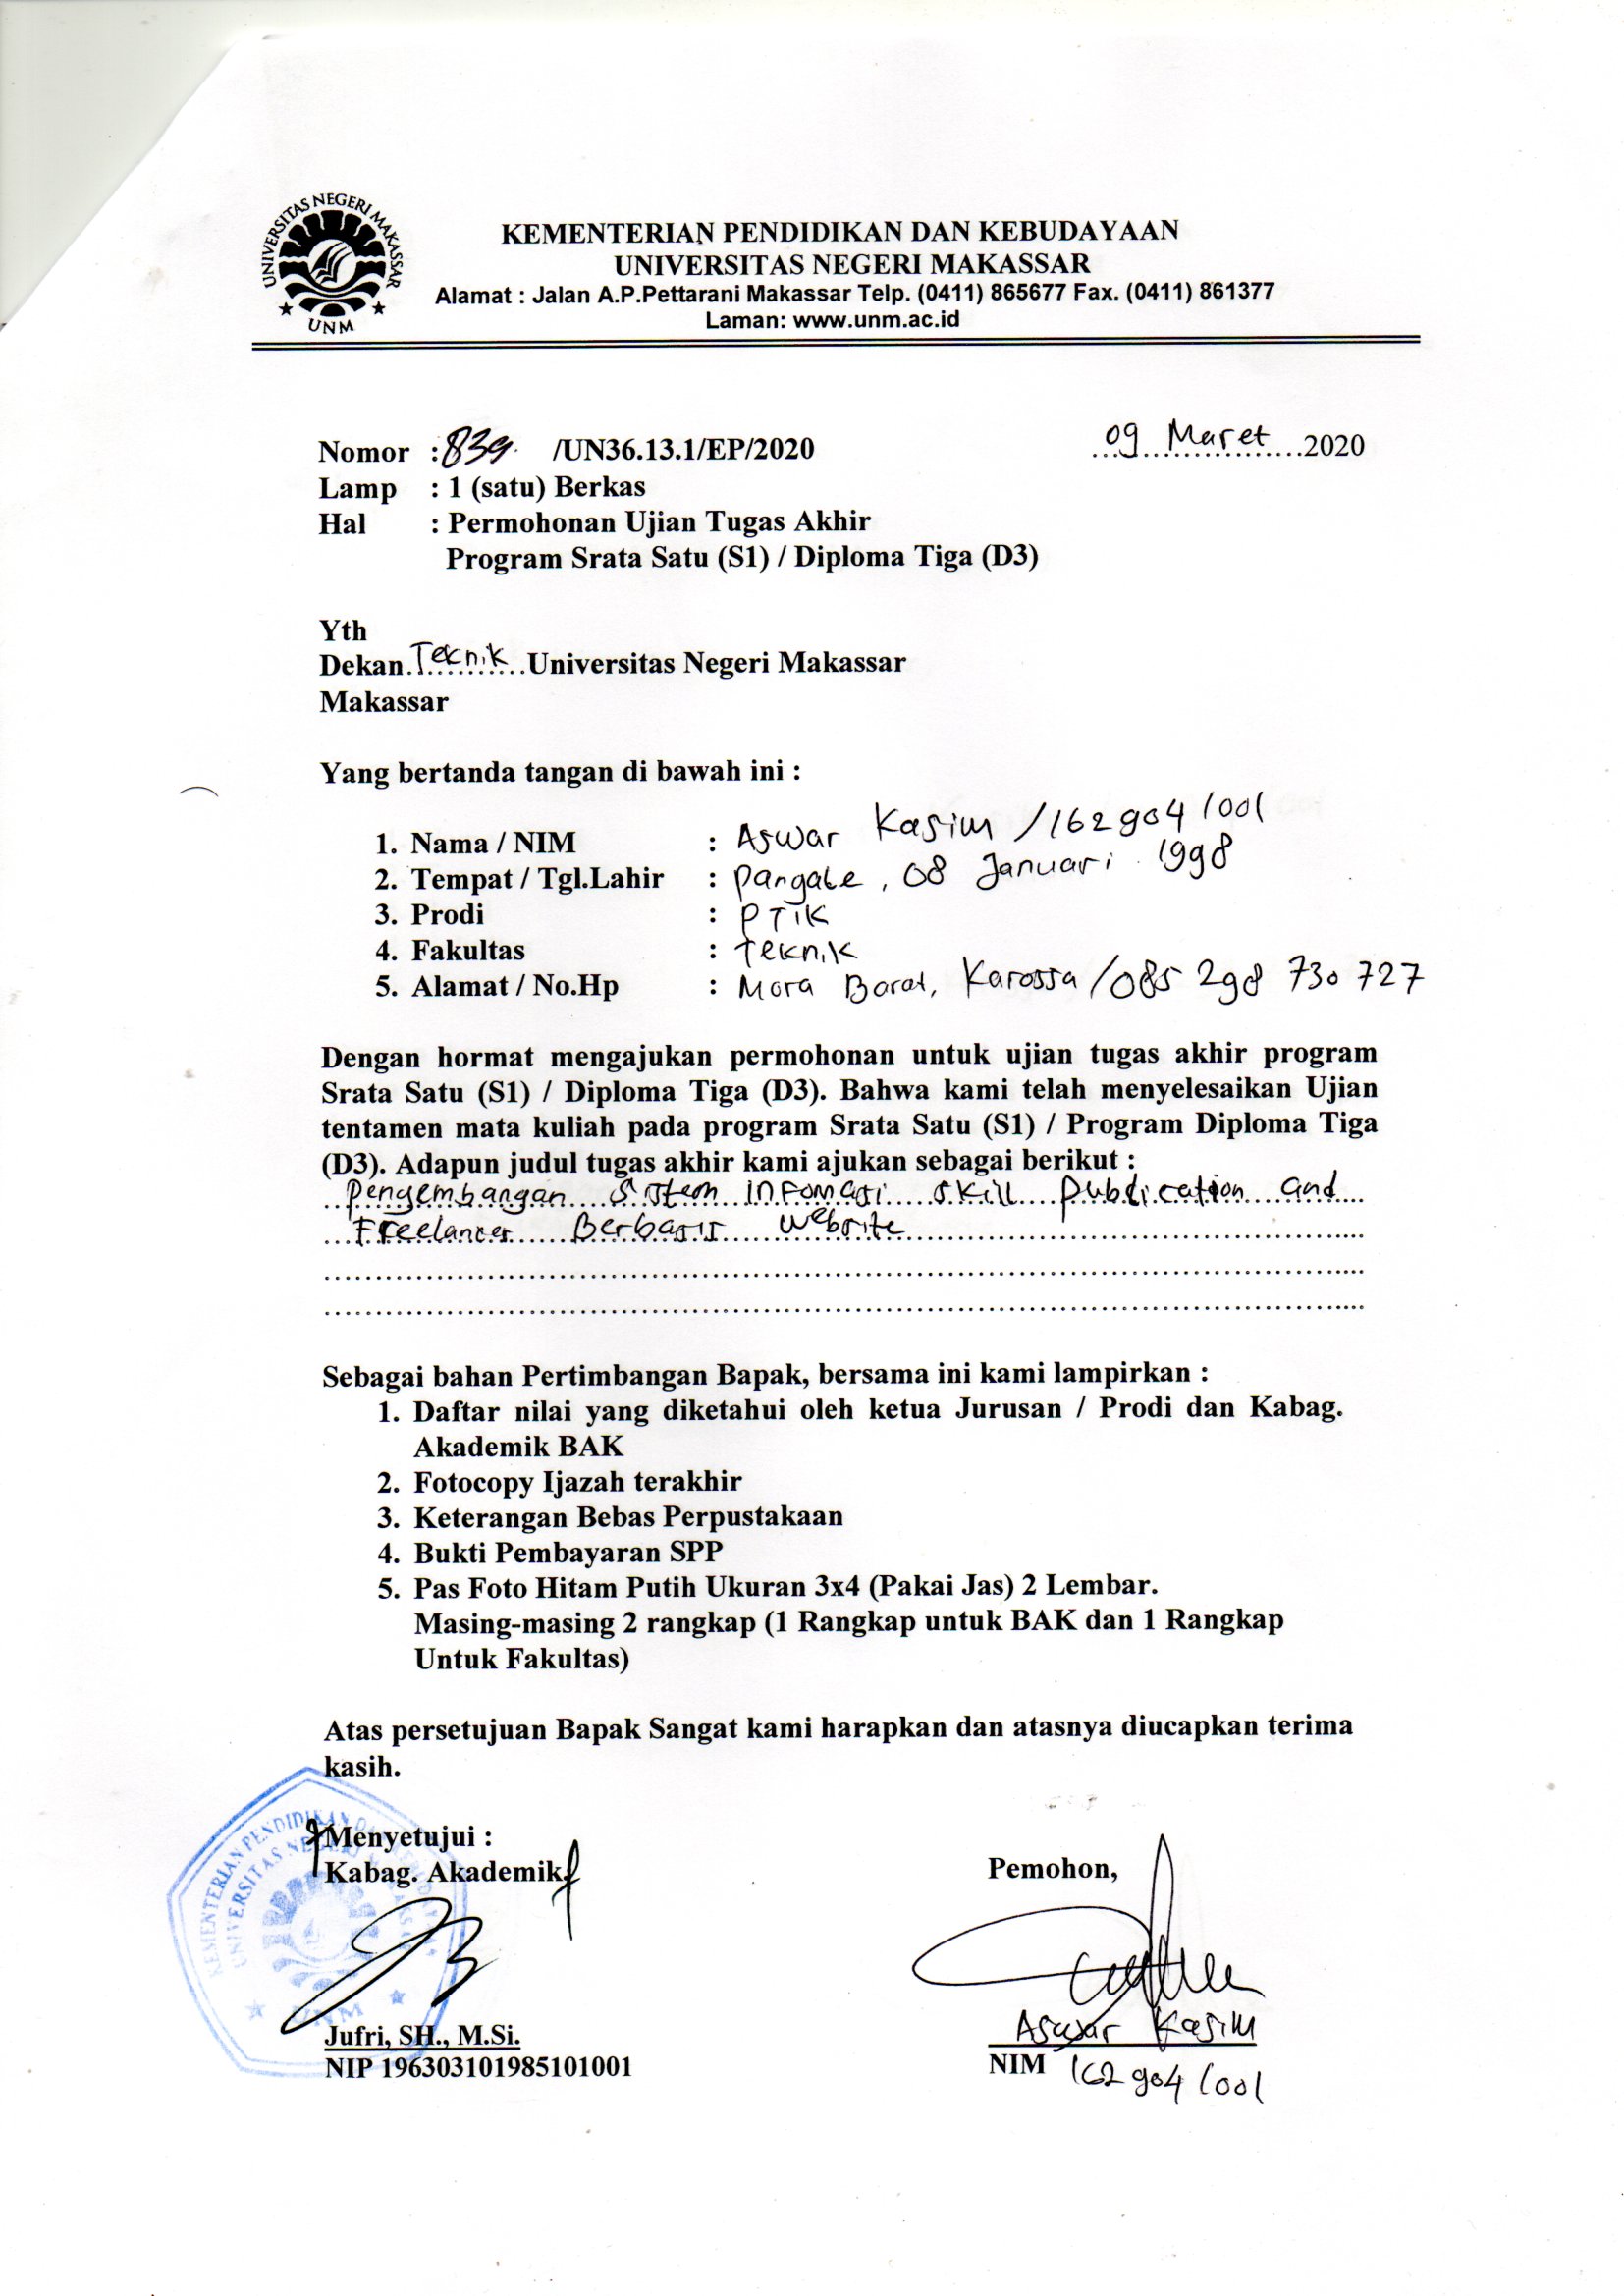 UNIVERSITAS NEGERI MAKASSAR
UNM
KEMENTERIAN PENDIDIKAN DAN KEBUDAYAAN
UNIVERSITAS NEGERI MAKASSAR
Alamat : Jalan A.P.Pettarani Makassar Telp. (0411) 865677 Fax. (0411) 861377
Laman: www.unm.ac.id
Nomor : 839 /UN36.13.1/EP/2020 09 Maret 2020
Lamp : 1 (satu) Berkas
Hal : Permohonan Ujian Tugas Akhir
Program Srata Satu (S1) / Diploma Tiga (D3)
Yth
Dekan Teknik Universitas Negeri Makassar
Makassar
Yang bertanda tangan di bawah ini :
1. Nama / NIM : Aswar Kasim / 162 904 1001
2. Tempat / Tgl.Lahir : Pangale, 08 Januari 1998
3. Prodi : PTIK
4. Fakultas : Teknik
5. Alamat / No.Hp : Mora Barat, Karossa / 085 298 730 727
Dengan hormat mengajukan permohonan untuk ujian tugas akhir program
Srata Satu (S1) / Diploma Tiga (D3). Bahwa kami telah menyelesaikan Ujian
tentamen mata kuliah pada program Srata Satu (S1) / Program Diploma Tiga
(D3). Adapun judul tugas akhir kami ajukan sebagai berikut :
Pengembangan Sistem Infomasi Skill Publication and
Freelancer Berbasis Website
Sebagai bahan Pertimbangan Bapak, bersama ini kami lampirkan :
1. Daftar nilai yang diketahui oleh ketua Jurusan / Prodi dan Kabag.
Akademik BAK
2. Fotocopy Ijazah terakhir
3. Keterangan Bebas Perpustakaan
4. Bukti Pembayaran SPP
5. Pas Foto Hitam Putih Ukuran 3x4 (Pakai Jas) 2 Lembar.
Masing-masing 2 rangkap (1 Rangkap untuk BAK dan 1 Rangkap
Untuk Fakultas)
Atas persetujuan Bapak Sangat kami harapkan dan atasnya diucapkan terima
kasih.
Menyetujui :
Kabag. Akademik
Pemohon,
KEMENTERIAN PENDIDIKAN
UNIVERSITAS NEGERI
UNM
Jufri, SH., M.Si.
NIP 196303101985101001
Aswar Kasim
NIM 162 904 1001